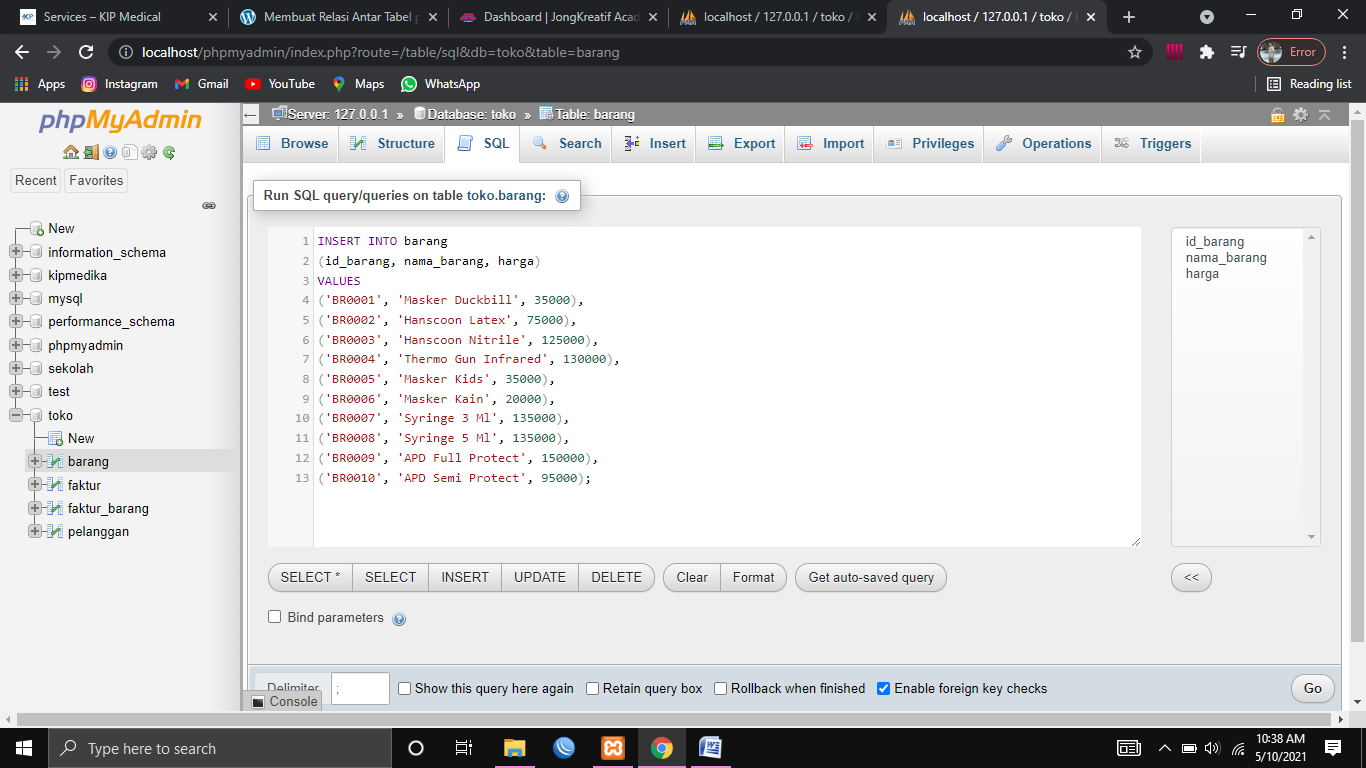 Services – KIP Medical
Membuat Relasi Antar Tabel p
Dashboard | JongKreatif Acad
localhost / 127.0.0.1 / toko / b
localhost / 127.0.0.1 / toko / b
localhost/phpmyadmin/index.php?route=/table/sql&db=toko&table=barang
Error
Apps
Instagram
Gmail
YouTube
Maps
WhatsApp
Reading list
phpMyAdmin
Recent
Favorites
New
information_schema
kipmedika
mysql
performance_schema
phpmyadmin
sekolah
test
toko
New
barang
faktur
faktur_barang
pelanggan
Server: 127.0.0.1 » Database: toko » Table: barang
Browse
Structure
SQL
Search
Insert
Export
Import
Privileges
Operations
Triggers
Run SQL query/queries on table toko.barang:
1 INSERT INTO barang
2 (id_barang, nama_barang, harga)
3 VALUES
4 ('BR0001', 'Masker Duckbill', 35000),
5 ('BR0002', 'Hanscoon Latex', 75000),
6 ('BR0003', 'Hanscoon Nitrile', 125000),
7 ('BR0004', 'Thermo Gun Infrared', 130000),
8 ('BR0005', 'Masker Kids', 35000),
9 ('BR0006', 'Masker Kain', 20000),
10 ('BR0007', 'Syringe 3 Ml', 135000),
11 ('BR0008', 'Syringe 5 Ml', 135000),
12 ('BR0009', 'APD Full Protect', 150000),
13 ('BR0010', 'APD Semi Protect', 95000);
id_barang
nama_barang
harga
SELECT *
SELECT
INSERT
UPDATE
DELETE
Clear
Format
Get auto-saved query
<<
Bind parameters
Delimiter
;
Show this query here again
Retain query box
Rollback when finished
Enable foreign key checks
Go
Console
Type here to search
10:38 AM
5/10/2021